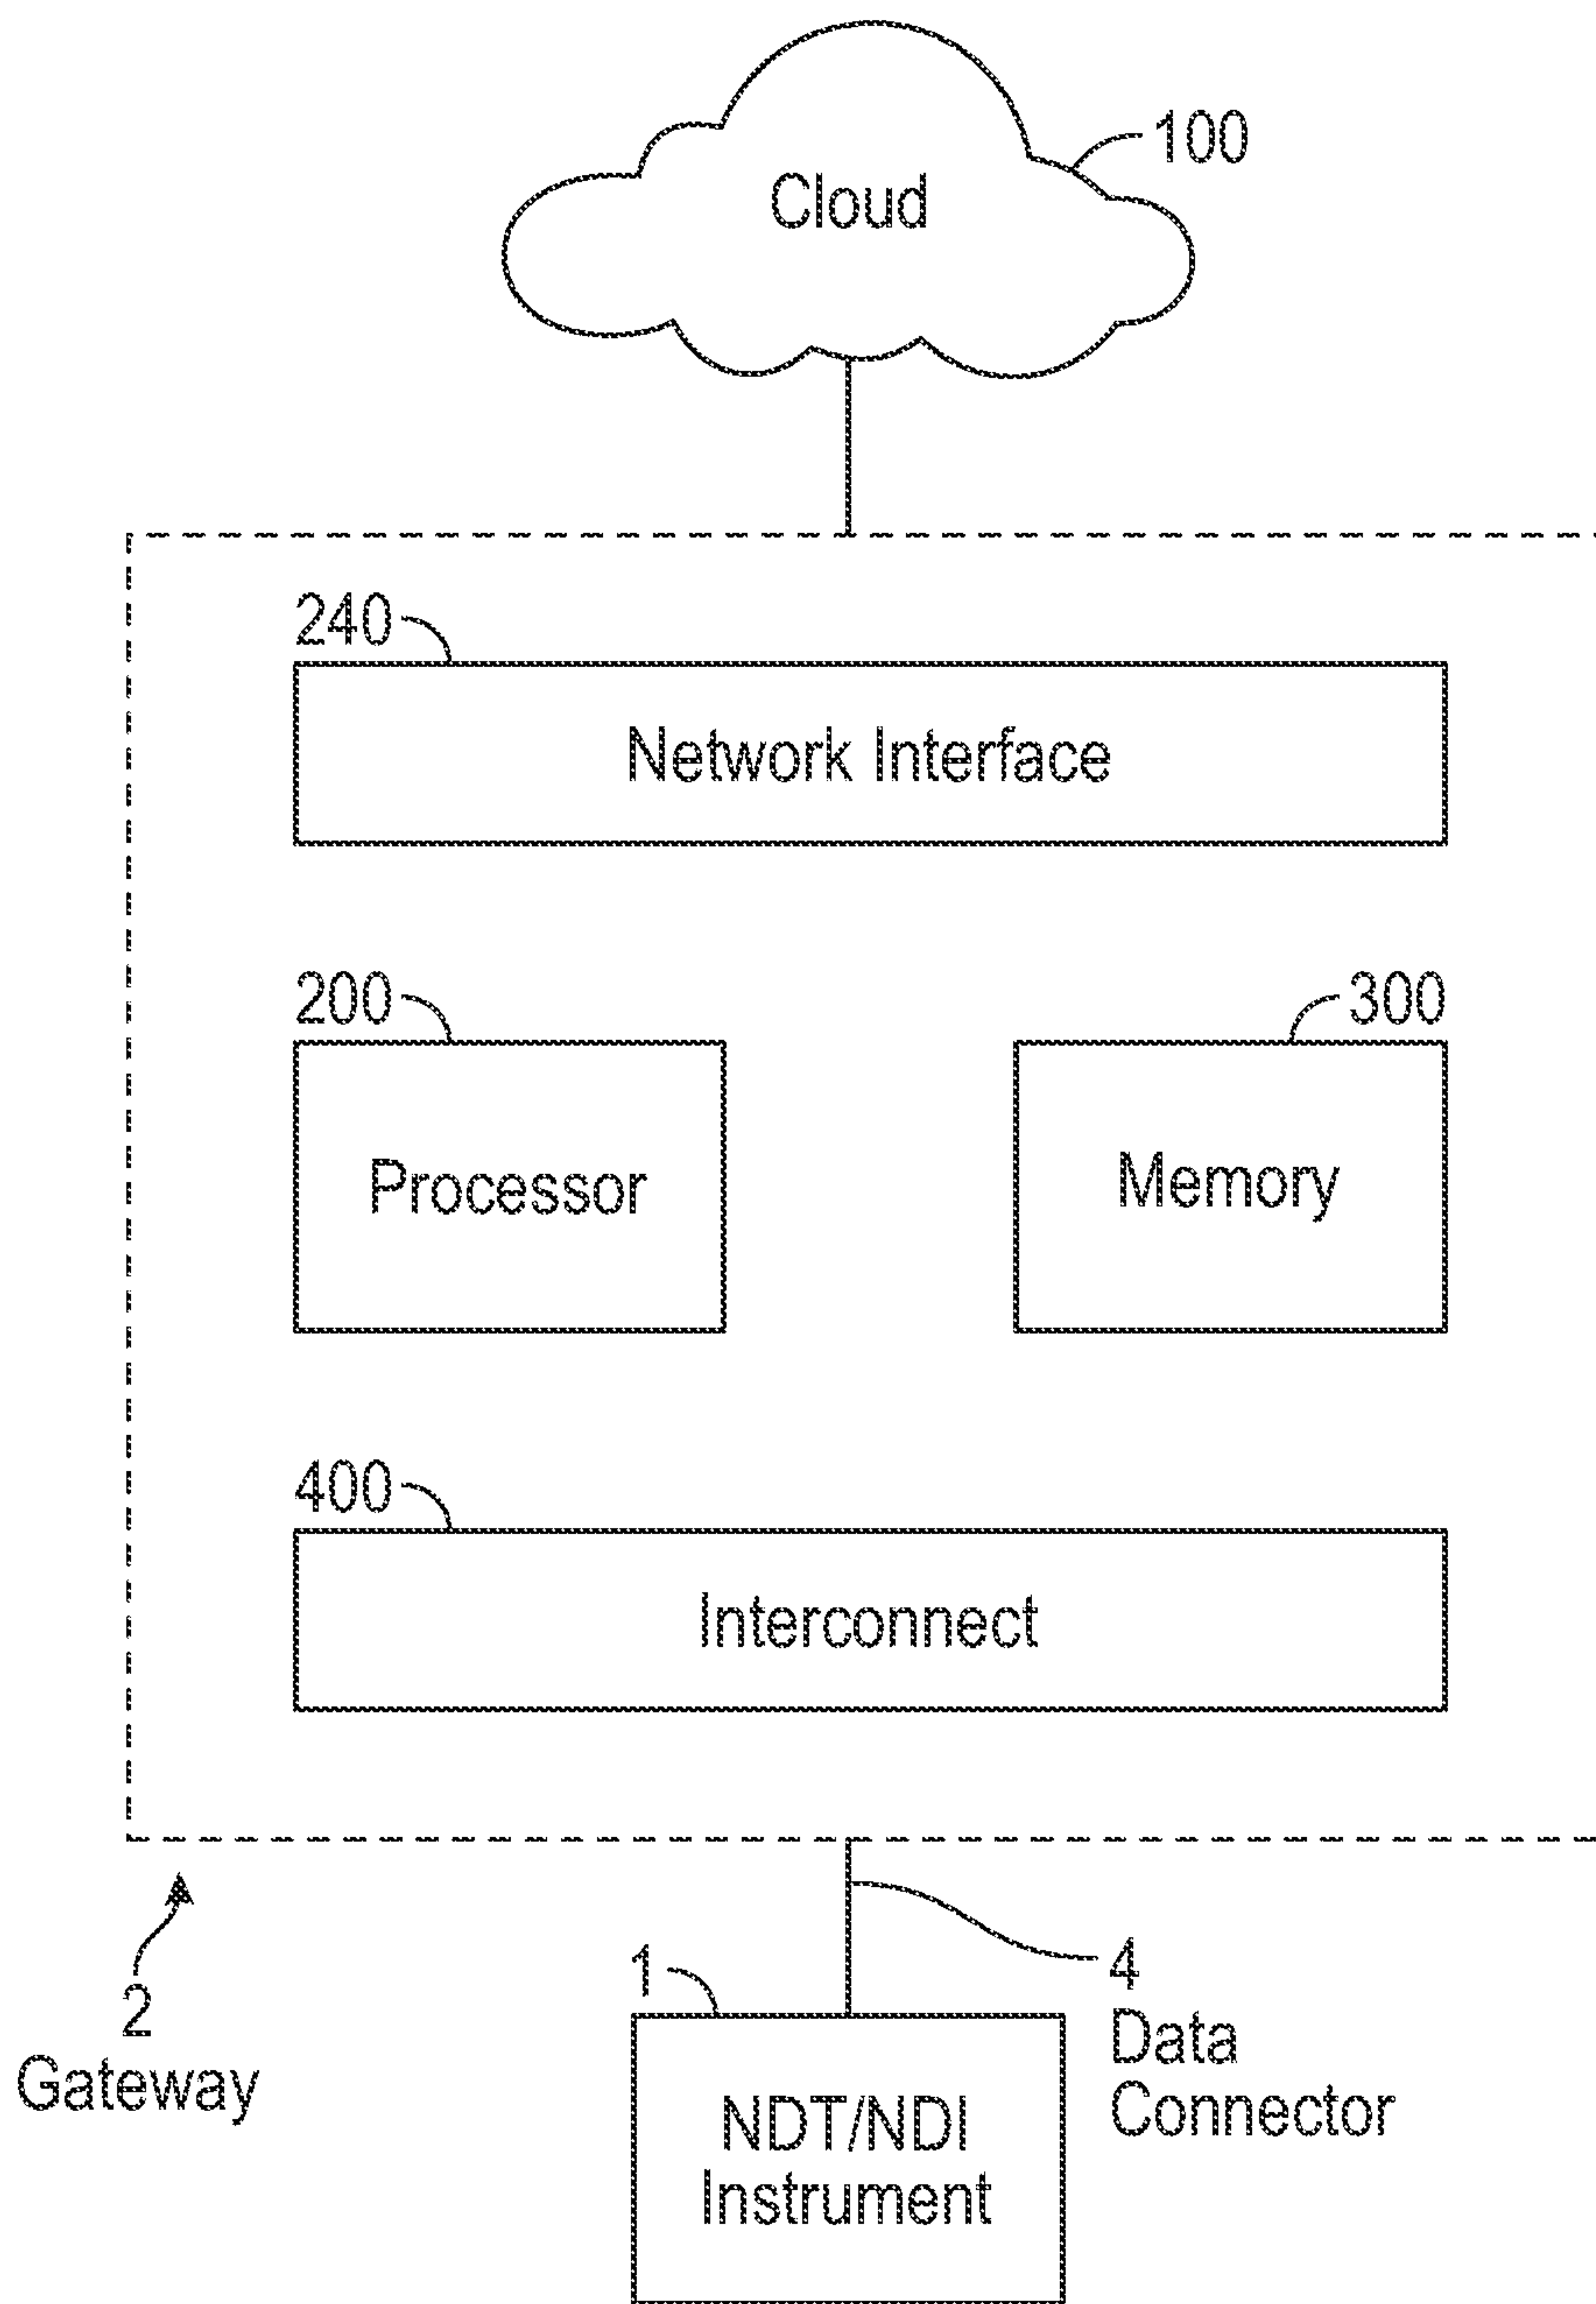 100
Cloud
240
Network Interface
200
300
Processor
Memory
400
Interconnect
2
Gateway
1
4
Data
Connector
NDT/NDI
Instrument